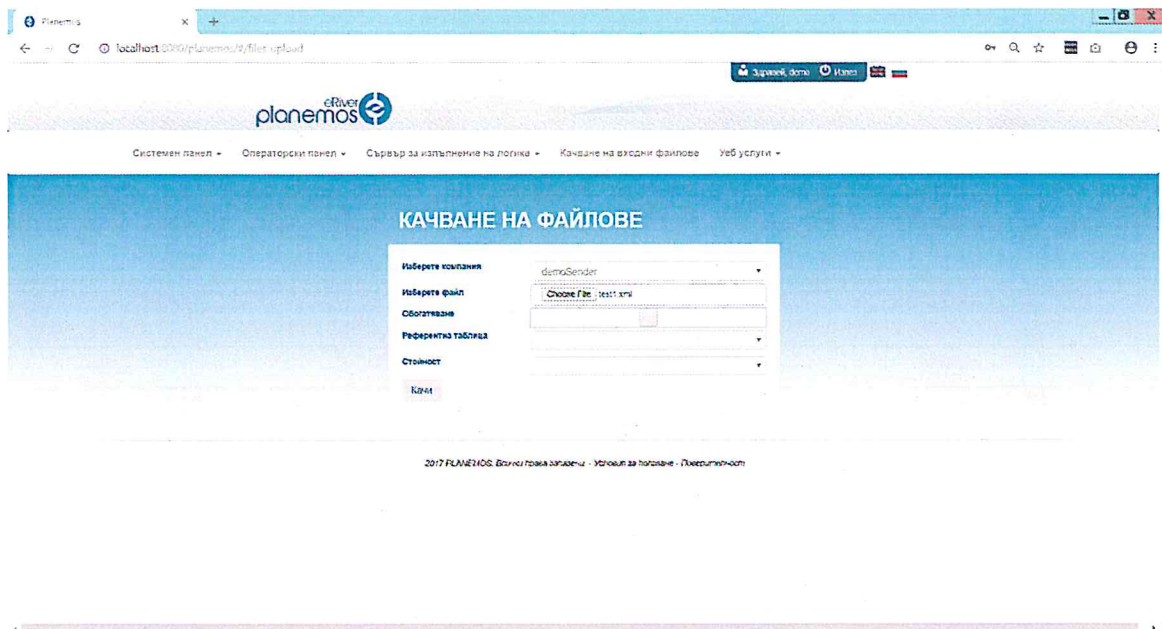 Planemos
localhost:8080/planemos/#/files-upload
Здравей, demo Изход
eRiver
planemos
Системен панел Операторски панел Сървър за изпълнение на логика Качване на входни файлове Уеб услуги
КАЧВАНЕ НА ФАЙЛОВЕ
Изберете компания demoSender
Изберете файл Choose File test1.xml
Обогатяване
Референтна таблица
Стойност
Качи
2017 PLANEMOS, Всички права запазени. - Условия за ползване - Поверителност